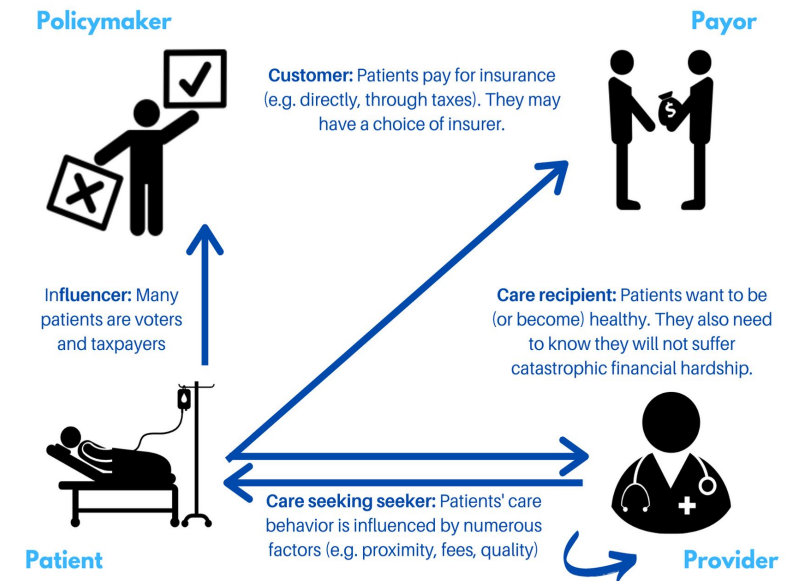 Policymaker
Payor
Customer: Patients pay for insurance
(e.g. directly, through taxes). They may
have a choice of insurer.
$
Influencer: Many
patients are voters
and taxpayers
Care recipient: Patients want to be
(or become) healthy. They also need
to know they will not suffer
catastrophic financial hardship.
Care seeking seeker: Patients' care
behavior is influenced by numerous
factors (e.g. proximity, fees, quality)
Patient
Provider